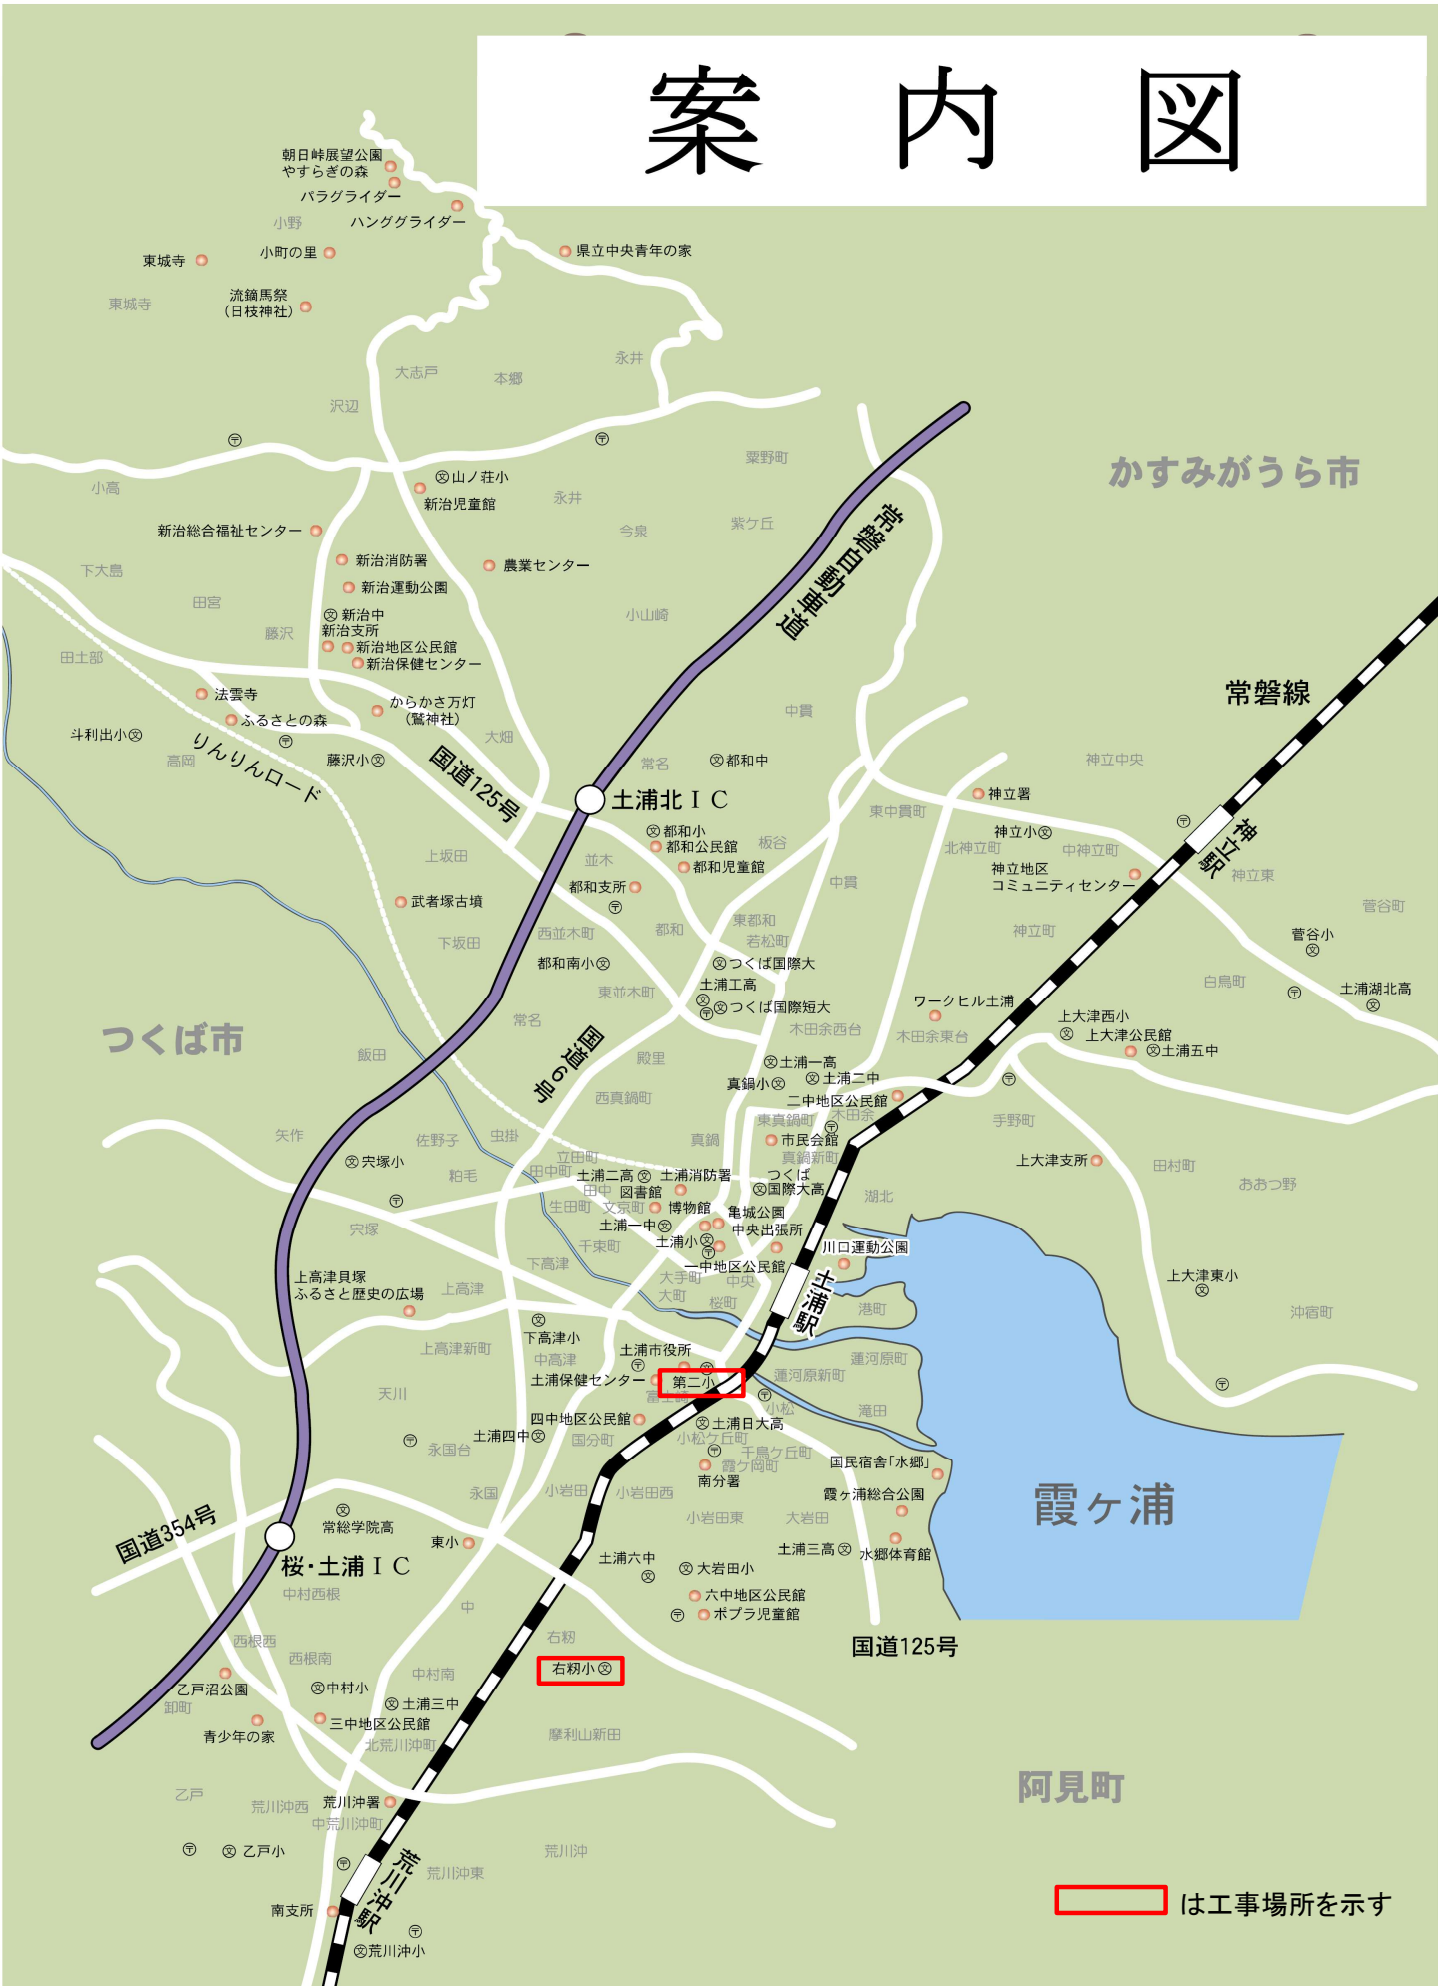 案内図
朝日峠展望公園
やすらぎの森
パラグライダー
ハンググライダー
小野
小町の里
東城寺
東城寺
流鏑馬祭
（日枝神社）
県立中央青年の家
大志戸
本郷
永井
沢辺
粟野町
かすみがうら市
小高
㊫山ノ荘小
新治児童館
永井
今泉
紫ケ丘
新治総合福祉センター
常磐自動車道
新治消防署
農業センター
下大島
新治運動公園
田宮
㊫新治中
新治支所
藤沢
新治地区公民館
新治保健センター
小山崎
田土部
法雲寺
からかさ万灯
（鷲神社）
ふるさとの森
斗利出小㊫
りんりんロード
高岡
藤沢小㊫
国道125号
大畑
中貫
常磐線
常名
㊫都和中
神立中央
土浦北ＩＣ
神立署
東中貫町
㊫都和小
都和公民館
板谷
神立小㊫
北神立町
中神立町
神立駅
上坂田
並木
都和児童館
神立地区
コミュニティセンター
神立東
都和支所
中貫
武者塚古墳
菅谷町
東都和
若松町
西並木町
都和
下坂田
神立町
菅谷小
都和南小㊫
㊫つくば国際大
土浦工高
白鳥町
土浦湖北高
東並木町
㊫つくば国際短大
ワークヒル土浦
上大津西小
上大津公民館
㊫土浦五中
常名
木田余西台
木田余東台
つくば市
国道6号
飯田
殿里
㊫土浦一高
真鍋小㊫
㊫土浦二中
二中地区公民館
西真鍋町
東真鍋町
木田余
手野町
矢作
佐野子
虫掛
真鍋
市民会館
真鍋新町
㊫宍塚小
立田町
田中町
粕毛
土浦二高㊫
土浦消防署
つくば
㊫国際大高
上大津支所
田村町
おおつ野
田中
図書館
生田町
文京町
博物館
湖北
宍塚
土浦一中㊫
亀城公園
中央出張所
千束町
土浦小㊫
川口運動公園
下高津
一中地区公民館
上高津貝塚
ふるさと歴史の広場
上高津
大手町
中央
大町
桜町
土浦駅
港町
上大津東小
沖宿町
下高津小
上高津新町
中高津
土浦市役所
蓮河原町
土浦保健センター
第二小
蓮河原新町
天川
富士崎
小松
滝田
四中地区公民館
㊫土浦日大高
土浦四中㊫
国分町
小松ケ丘町
永国台
千鳥ケ丘町
霞ケ岡町
南分署
国民宿舎「水郷」
永国
小岩田
小岩田西
霞ヶ浦総合公園
霞ヶ浦
国道354号
常総学院高
小岩田東
大岩田
東小
土浦三高㊫
水郷体育館
土浦六中
㊫大岩田小
桜・土浦ＩＣ
中村西根
六中地区公民館
ポプラ児童館
中
右籾
国道125号
西根西
西根南
中村南
右籾小㊫
乙戸沼公園
㊫中村小
卸町
㊫土浦三中
青少年の家
三中地区公民館
摩利山新田
北荒川沖町
阿見町
乙戸
荒川沖西
荒川沖署
中荒川沖町
㊫乙戸小
荒川沖
荒川沖駅
荒川沖東
南支所
は工事場所を示す
㊫荒川沖小